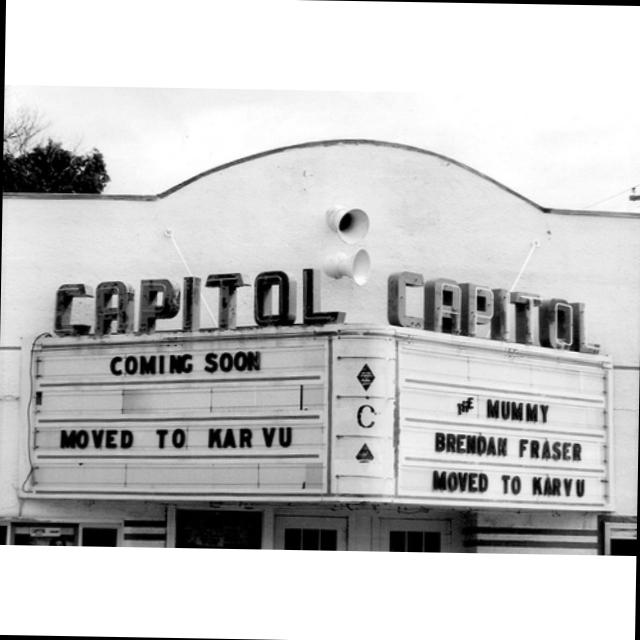 CAPITOL
COMING SOON
MOVED TO KARVU
C
CAPITOL
THE MUMMY
BRENDAN FRASER
MOVED TO KARVU